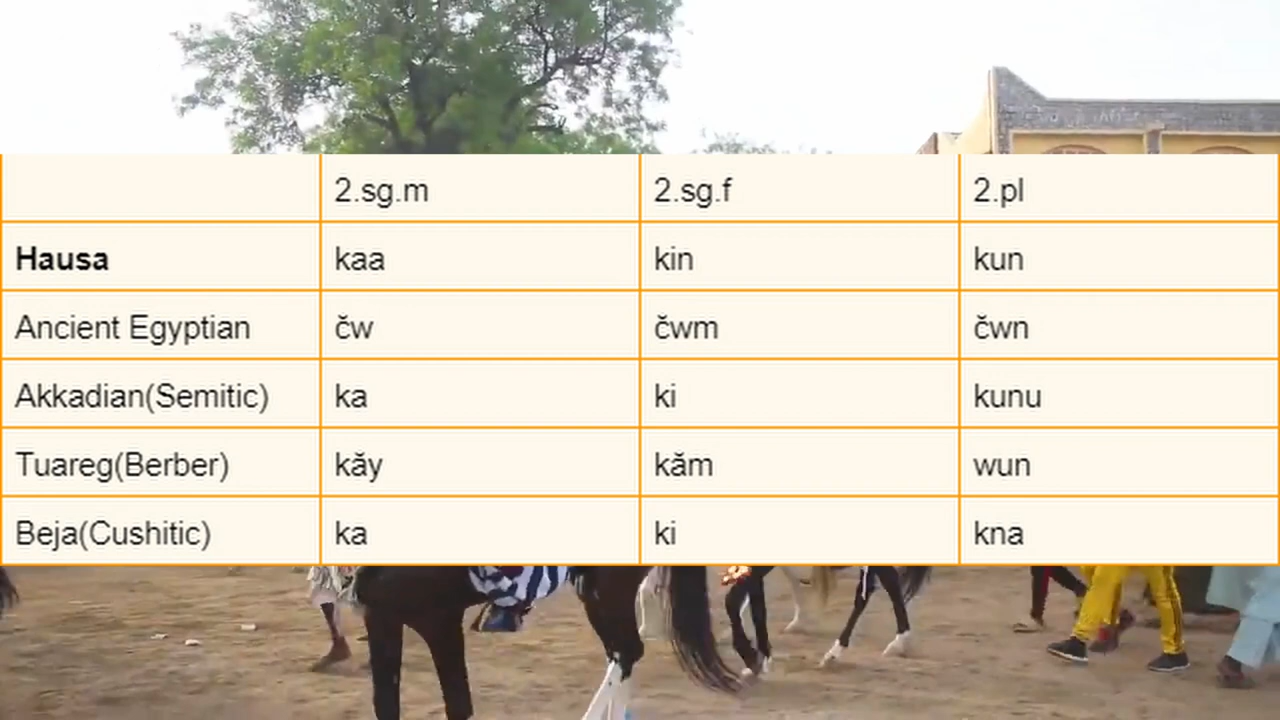 2.sg.m 2.sg.f 2.pl
Hausa kaa kin kun
Ancient Egyptian čw čwm čwn
Akkadian(Semitic) ka ki kunu
Tuareg(Berber) kăy kăm wun
Beja(Cushitic) ka ki kna